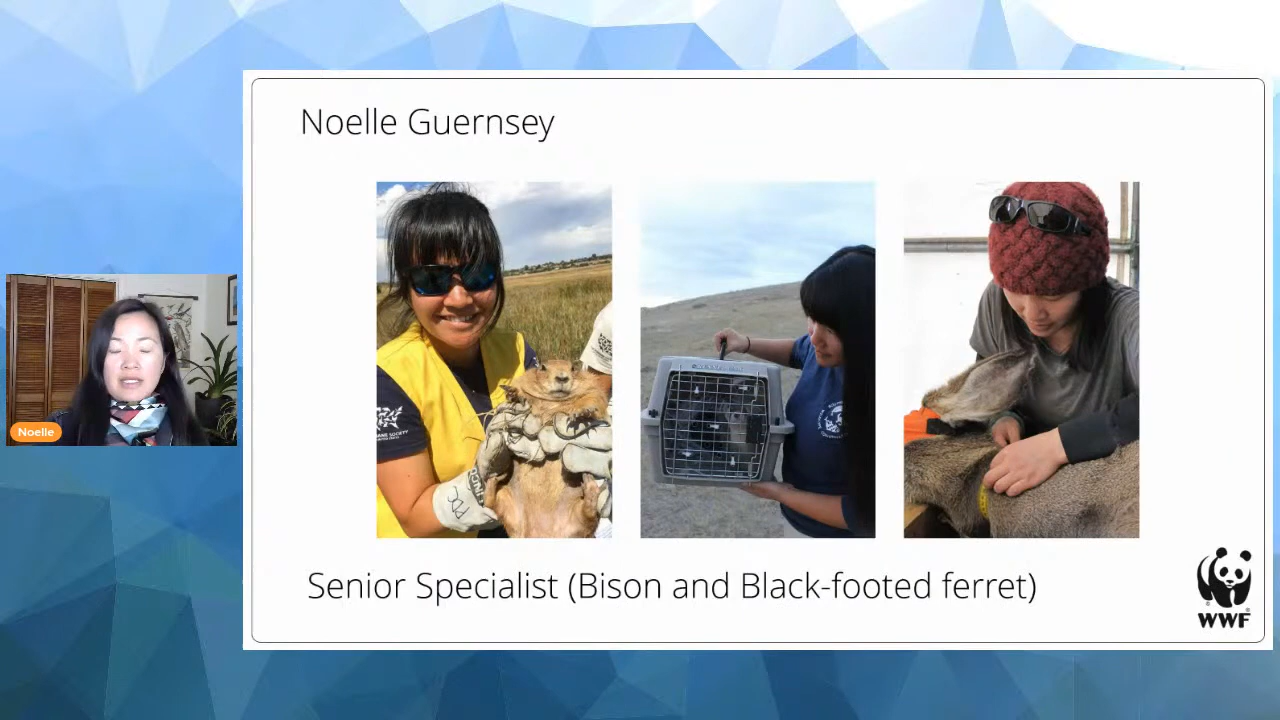 Noelle Guernsey
Noelle
Senior Specialist (Bison and Black-footed ferret)
WWF